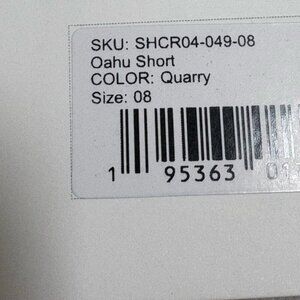 SKU: SHCR04-049-08
Oahu Short
COLOR: Quarry
Size: 08
1 95363